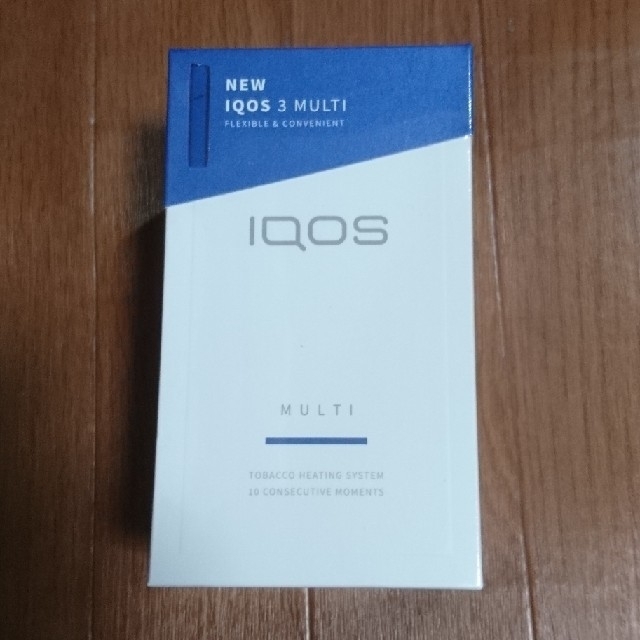 NEW
IQOS 3 MULTI
FLEXIBLE & CONVENIENT
IQOS
MULTI
TOBACCO HEATING SYSTEM
10 CONSECUTIVE MOMENTS